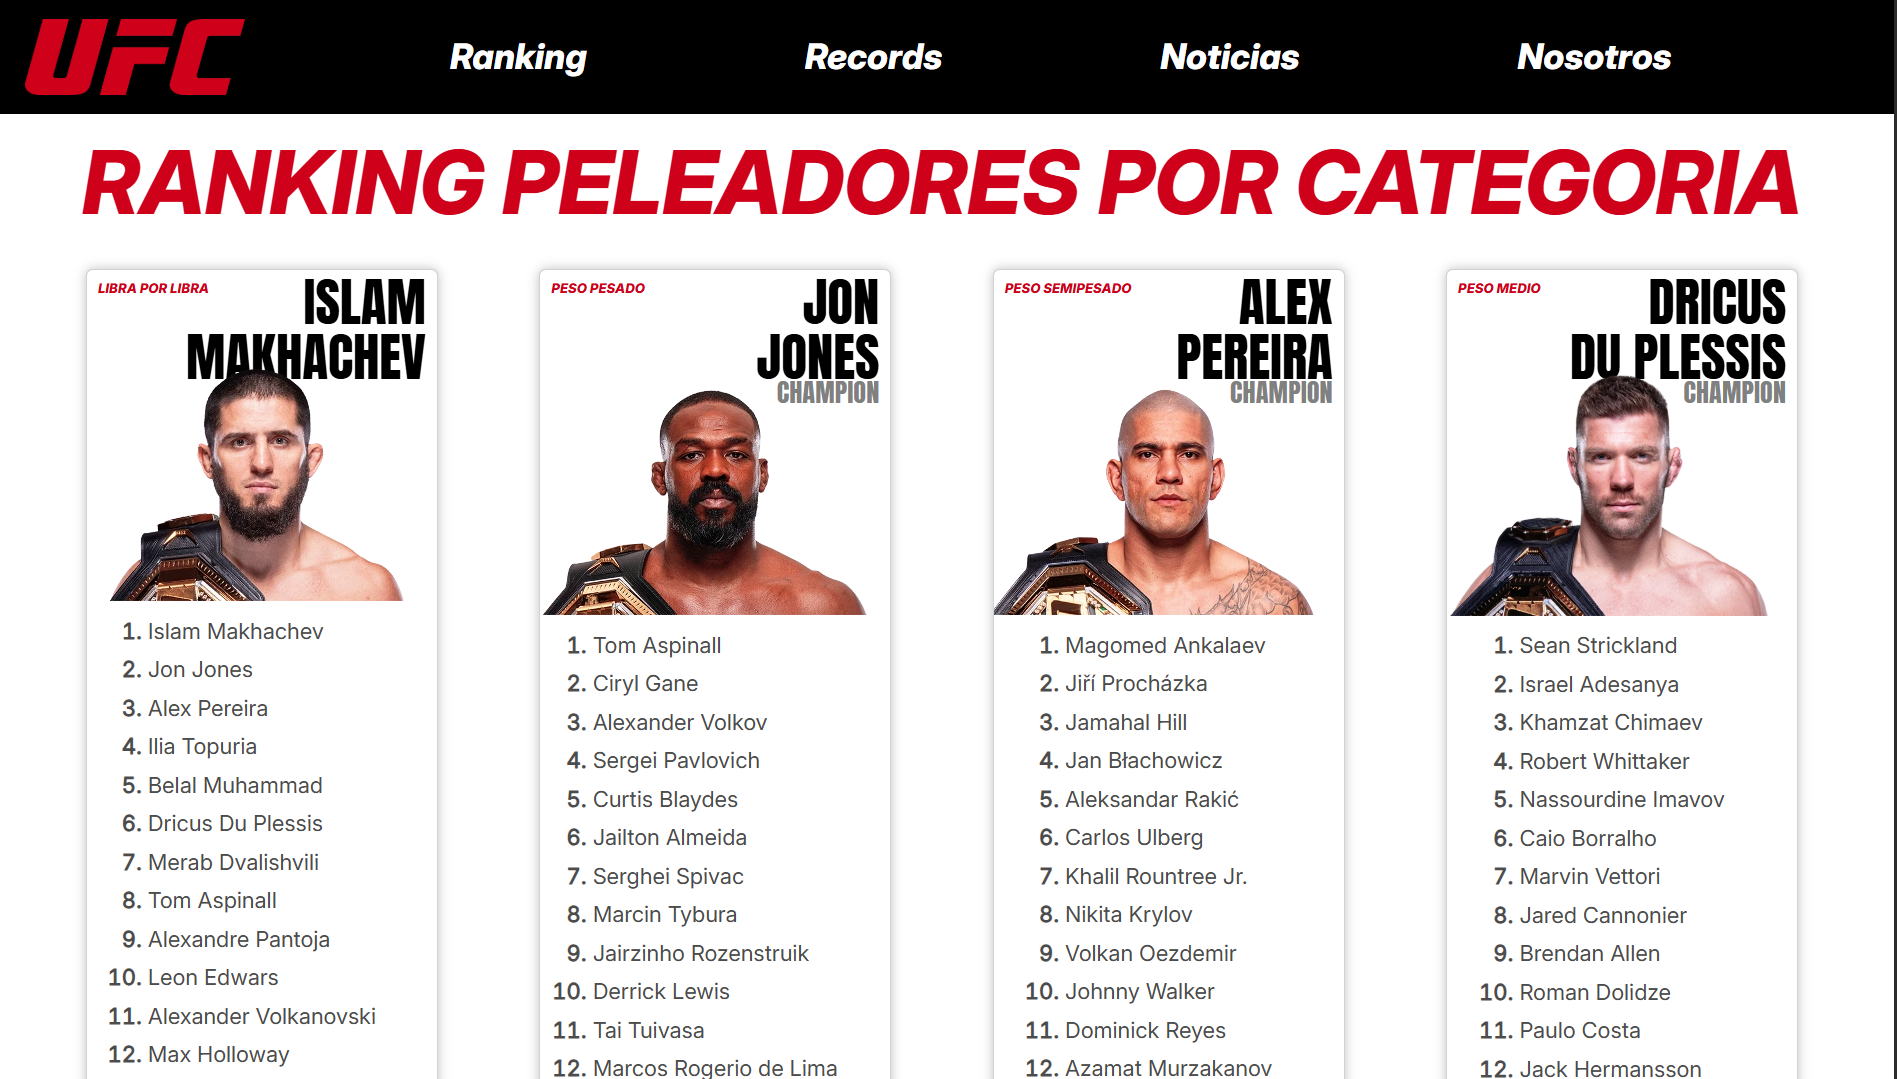 UFC
Ranking
Records
Noticias
Nosotros
RANKING PELEADORES POR CATEGORIA
LIBRA POR LIBRA
ISLAM
MAKHACHEV
1. Islam Makhachev
2. Jon Jones
3. Alex Pereira
4. Ilia Topuria
5. Belal Muhammad
6. Dricus Du Plessis
7. Merab Dvalishvili
8. Tom Aspinall
9. Alexandre Pantoja
10. Leon Edwars
11. Alexander Volkanovski
12. Max Holloway
PESO PESADO
JON
JONES
CHAMPION
1. Tom Aspinall
2. Ciryl Gane
3. Alexander Volkov
4. Sergei Pavlovich
5. Curtis Blaydes
6. Jailton Almeida
7. Serghei Spivac
8. Marcin Tybura
9. Jairzinho Rozenstruik
10. Derrick Lewis
11. Tai Tuivasa
12. Marcos Rogerio de Lima
PESO SEMIPESADO
ALEX
PEREIRA
CHAMPION
1. Magomed Ankalaev
2. Jiří Procházka
3. Jamahal Hill
4. Jan Błachowicz
5. Aleksandar Rakić
6. Carlos Ulberg
7. Khalil Rountree Jr.
8. Nikita Krylov
9. Volkan Oezdemir
10. Johnny Walker
11. Dominick Reyes
12. Azamat Murzakanov
PESO MEDIO
DRICUS
DU PLESSIS
CHAMPION
1. Sean Strickland
2. Israel Adesanya
3. Khamzat Chimaev
4. Robert Whittaker
5. Nassourdine Imavov
6. Caio Borralho
7. Marvin Vettori
8. Jared Cannonier
9. Brendan Allen
10. Roman Dolidze
11. Paulo Costa
12. Jack Hermansson